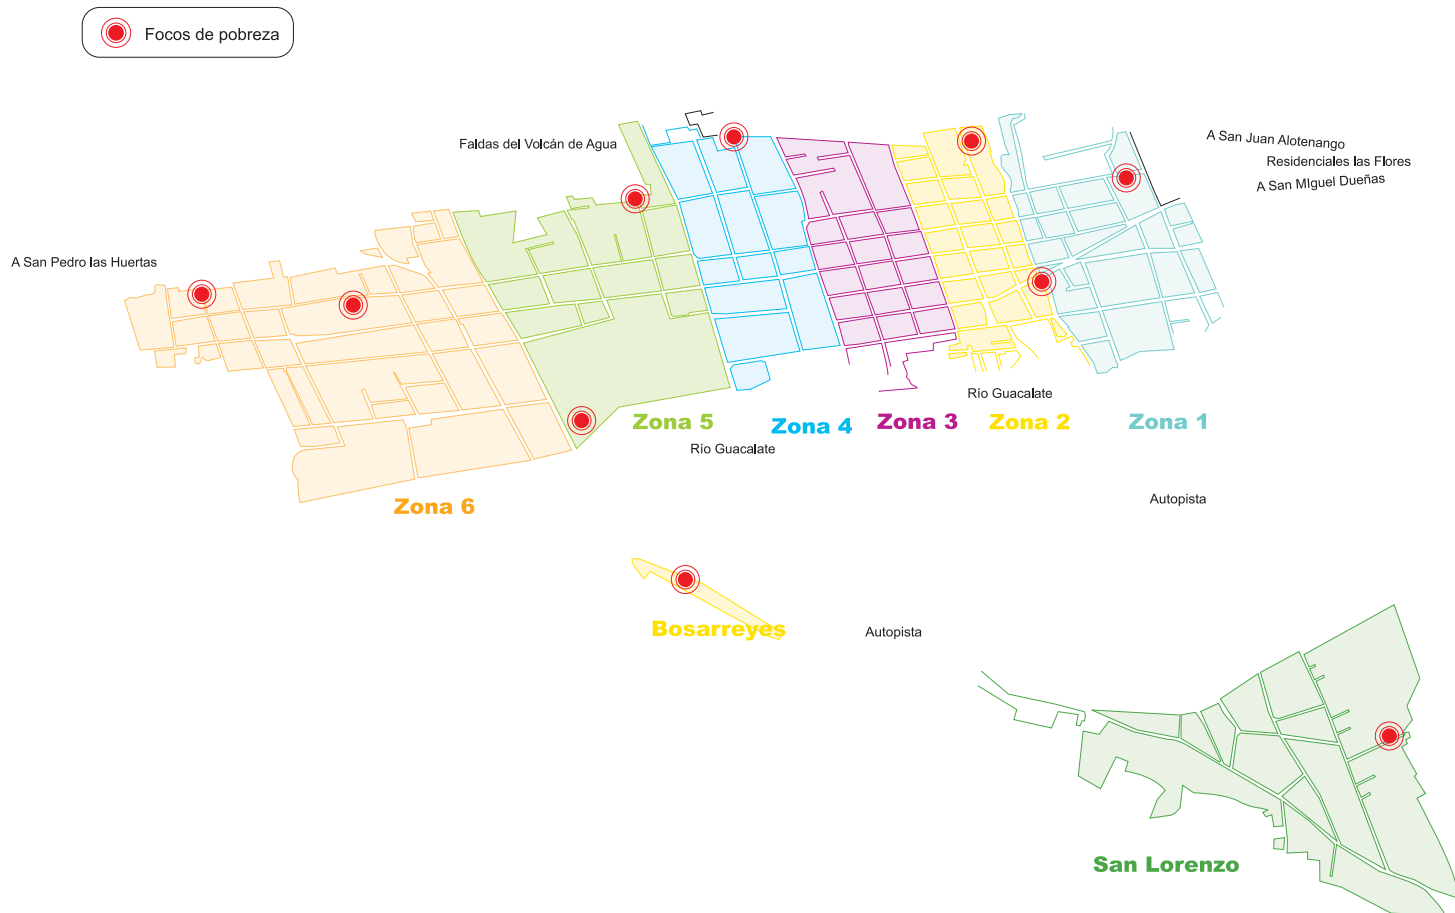 Focos de pobreza
Faldas del Volcán de Agua
A San Juan Alotenango
Residenciales las Flores
A San MIguel Dueñas
A San Pedro las Huertas
Río Guacalate
Zona 5
Zona 4
Zona 3
Zona 2
Zona 1
Río Guacalate
Zona 6
Autopista
Bosarreyes
Autopista
San Lorenzo